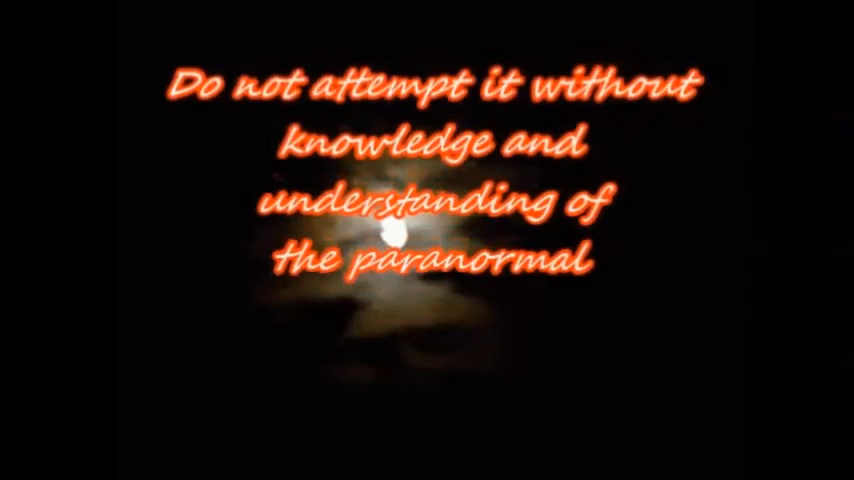 Do not attempt it without
knowledge and
understanding of
the paranormal